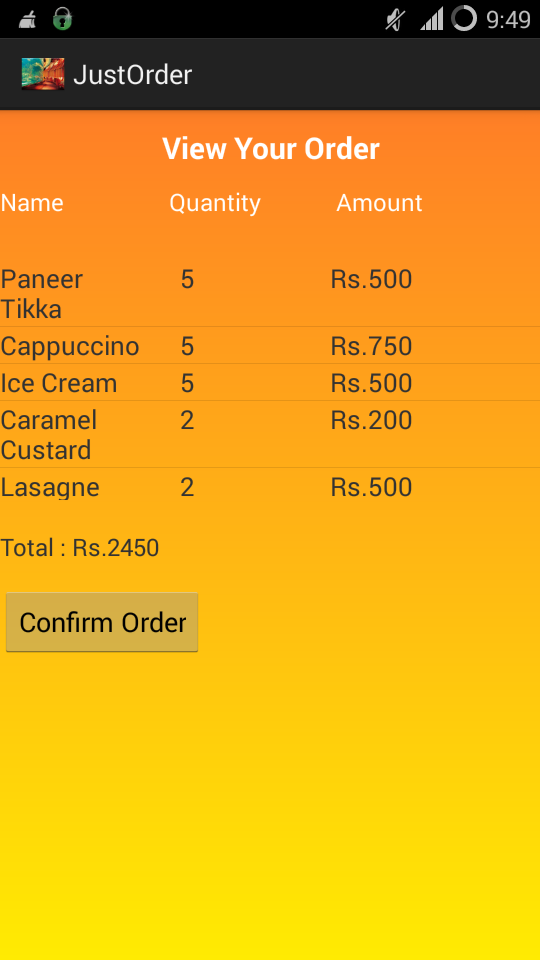 9:49
JustOrder
View Your Order
Name Quantity Amount
Paneer 5 Rs.500
Tikka
Cappuccino 5 Rs.750
Ice Cream 5 Rs.500
Caramel 2 Rs.200
Custard
Lasagne 2 Rs.500
Total : Rs.2450
Confirm Order